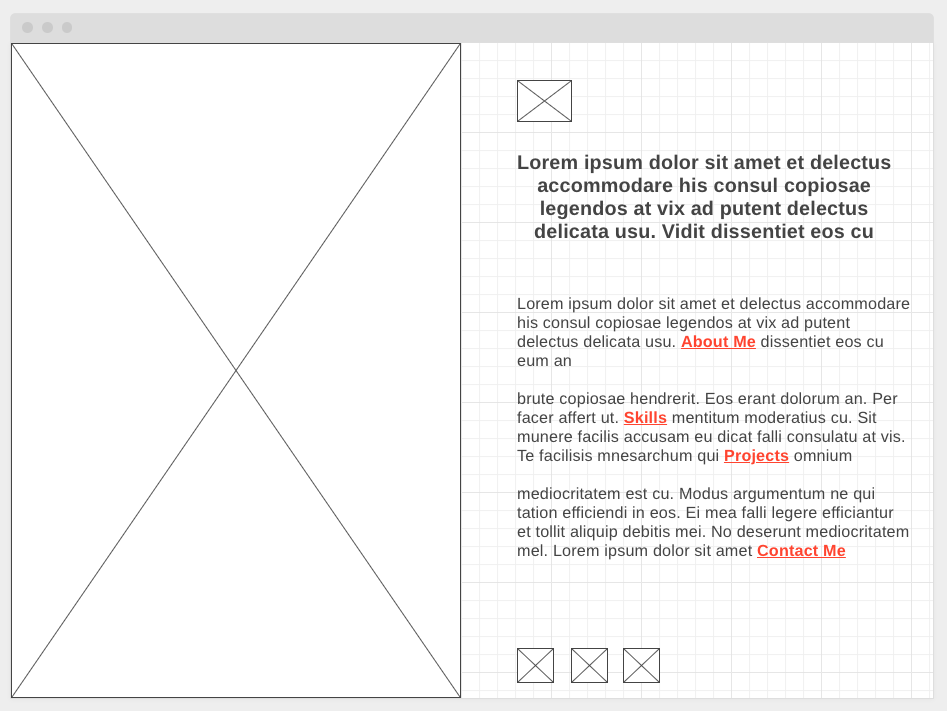 Lorem ipsum dolor sit amet et delectus
accommodare his consul copiosae
legendos at vix ad putent delectus
delicata usu. Vidit dissentiet eos cu
Lorem ipsum dolor sit amet et delectus accommodare
his consul copiosae legendos at vix ad putent
delectus delicata usu. About Me dissentiet eos cu
eum an
brute copiosae hendrerit. Eos erant dolorum an. Per
facer affert ut. Skills mentitum moderatius cu. Sit
munere facilis accusam eu dicat falli consulatu at vis.
Te facilisis mnesarchum qui Projects omnium
mediocritatem est cu. Modus argumentum ne qui
tation efficiendi in eos. Ei mea falli legere efficiantur
et tollit aliquip debitis mei. No deserunt mediocritatem
mel. Lorem ipsum dolor sit amet Contact Me